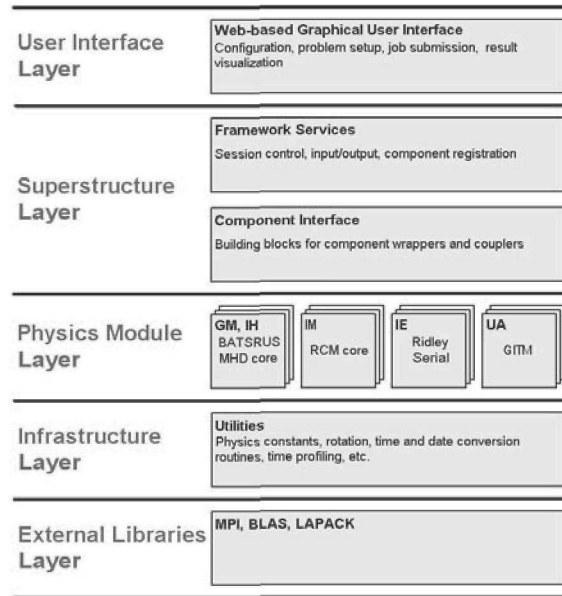 User Interface
Layer
Web-based Graphical User Interface
Configuration, problem setup, job submission, result
visualization
Superstructure
Layer
Framework Services
Session control, input/output, component registration
Component Interface
Building blocks for component wrappers and couplers
Physics Module
Layer
GM, IH
BATSRUS
MHD core
IM
RCM core
IE
Ridley
Serial
UA
GITM
Infrastructure
Layer
Utilities
Physics constants, rotation, time and date conversion
routines, time profiling, etc.
External Libraries
Layer
MPI, BLAS, LAPACK